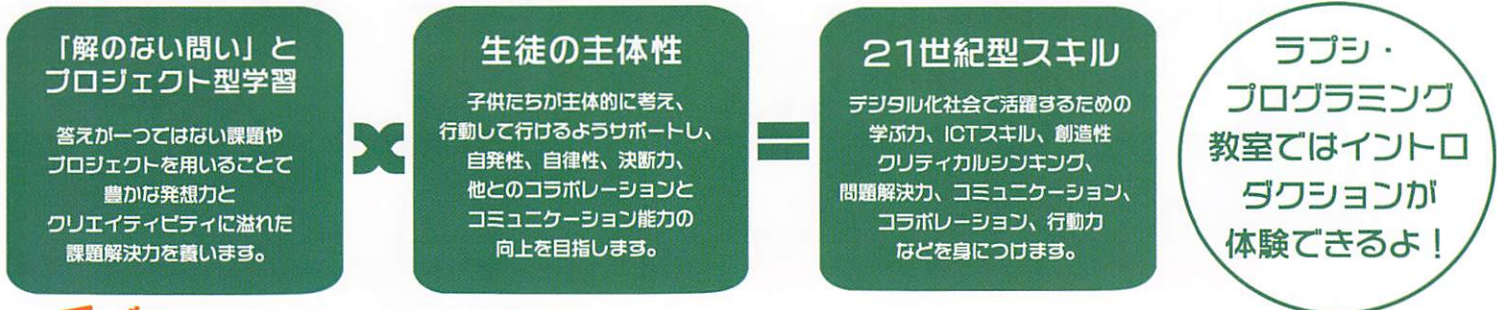 「解のない問い」と
プロジェクト型学習
答えが一つではない課題や
プロジェクトを用いることで
豊かな発想力と
クリエイティビティに溢れた
課題解決力を養います。
×
生徒の主体性
子供たちが主体的に考え、
行動して行けるようサポートし、
自発性、自律性、決断力、
他とのコラボレーションと
コミュニケーション能力の
向上を目指します。
=
21世紀型スキル
デジタル化社会で活躍するための
学ぶ力、ICTスキル、創造性
クリティカルシンキング、
問題解決力、コミュニケーション、
コラボレーション、行動力
などを身につけます。
ラプシ・
プログラミング
教室ではイントロ
ダクションが
体験できるよ！